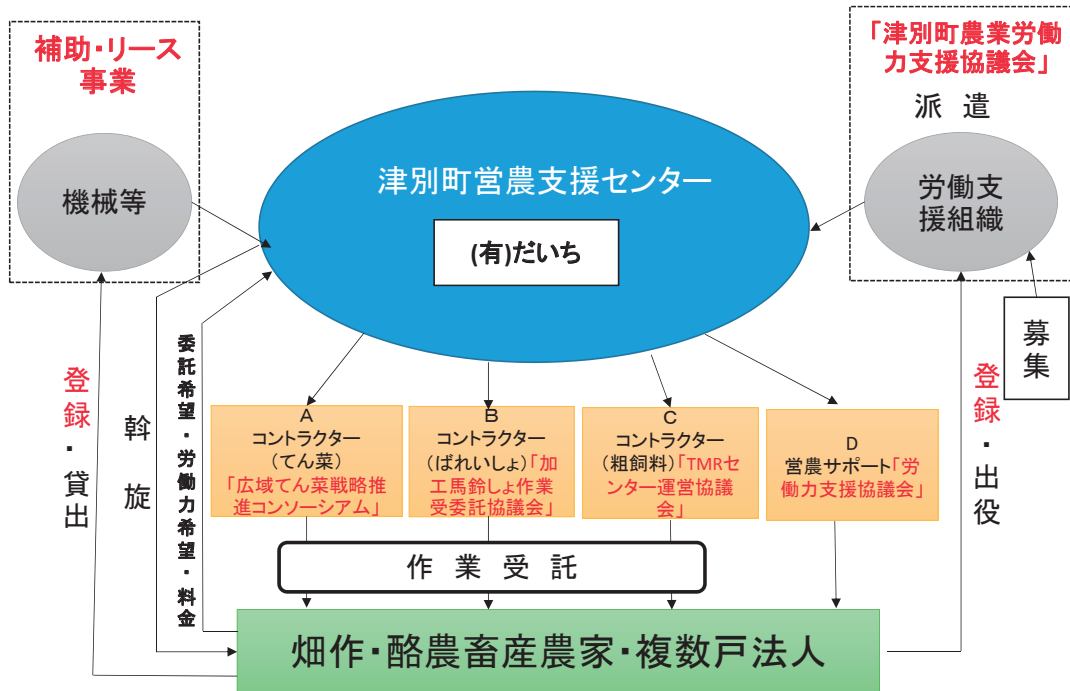 補助・リース
事業
機械等
津別町営農支援センター
(有)だいち
「津別町農業労働
力支援協議会」
派 遣
労働支
援組織
募集
登録・貸出
斡 旋
委託希望・労働力希望・料金
A
コントラクター
(てん菜)
「広域てん菜戦略推
進コンソーシアム」
B
コントラクター
(ばれいしょ)「加
工馬鈴しょ作業
受委託協議会」
C
コントラクター
(粗飼料)「TMRセ
ンター運営協議
会」
D
営農サポート「労
働力支援協議会」
登録・出役
作 業 受 託
畑作・酪農畜産農家・複数戸法人